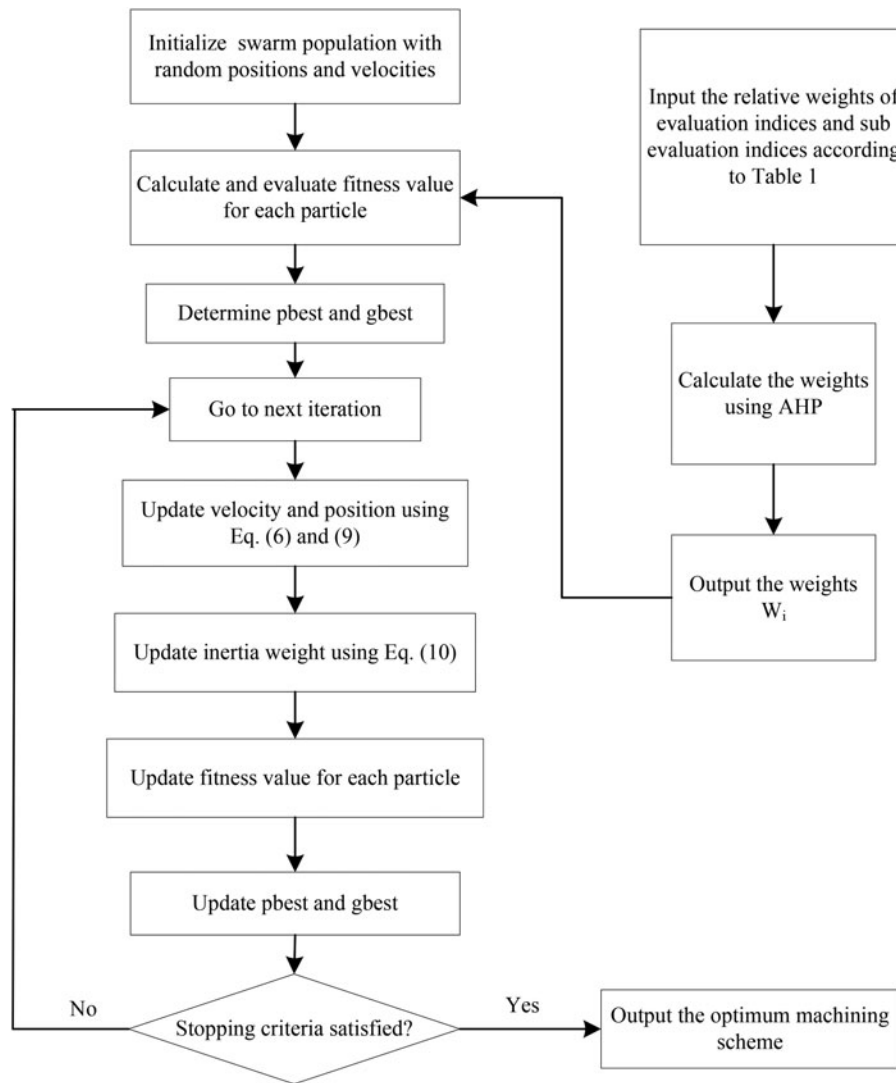 Initialize swarm population with
random positions and velocities
Calculate and evaluate fitness value
for each particle
Determine pbest and gbest
Go to next iteration
Update velocity and position using
Eq. (6) and (9)
Update inertia weight using Eq. (10)
Update fitness value for each particle
Update pbest and gbest
Stopping criteria satisfied?
No
Yes
Output the optimum machining
scheme
Input the relative weights of
evaluation indices and sub
evaluation indices according
to Table 1
Calculate the weights
using AHP
Output the weights
Wi